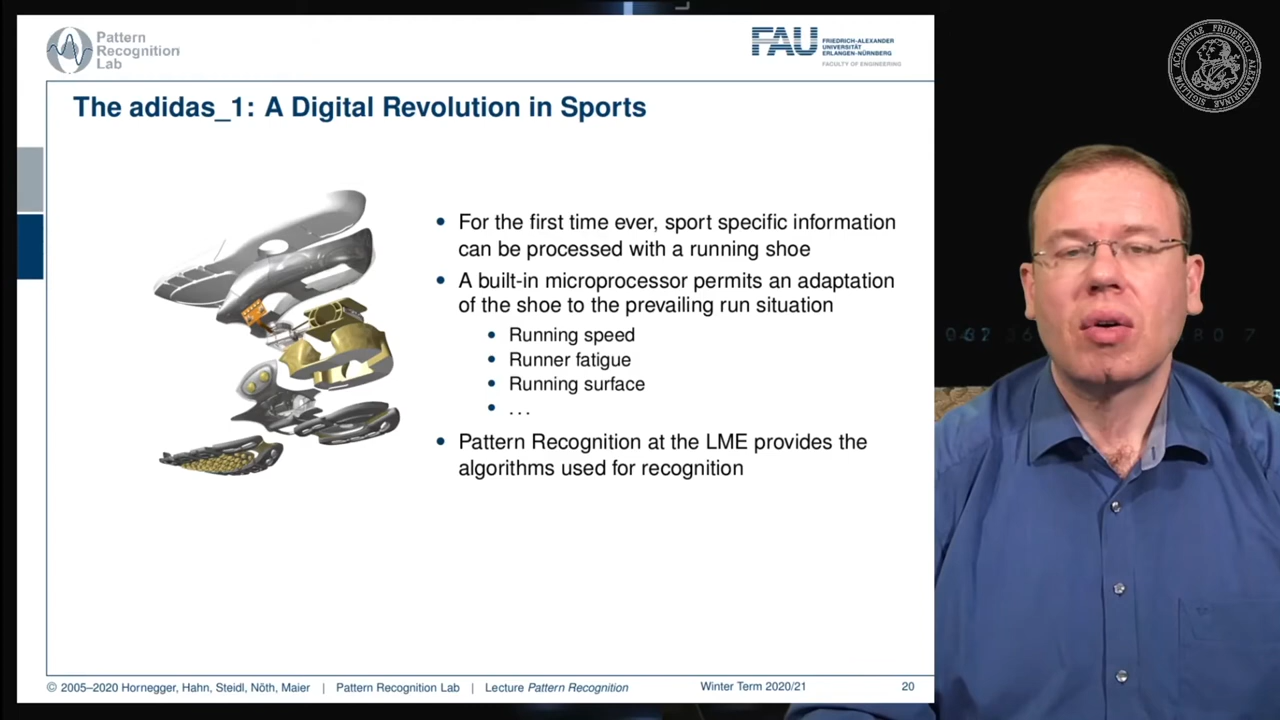 Pattern
Recognition
Lab
FAU
FRIEDRICH-ALEXANDER
UNIVERSITÄT
ERLANGEN-NÜRNBERG
FACULTY OF ENGINEERING
The adidas_1: A Digital Revolution in Sports
• For the first time ever, sport specific information
can be processed with a running shoe
• A built-in microprocessor permits an adaptation
of the shoe to the prevailing run situation
• Running speed
• Runner fatigue
• Running surface
• . . .
• Pattern Recognition at the LME provides the
algorithms used for recognition
© 2005–2020 Hornegger, Hahn, Steidl, Nöth, Maier | Pattern Recognition Lab | Lecture Pattern Recognition Winter Term 2020/21 20